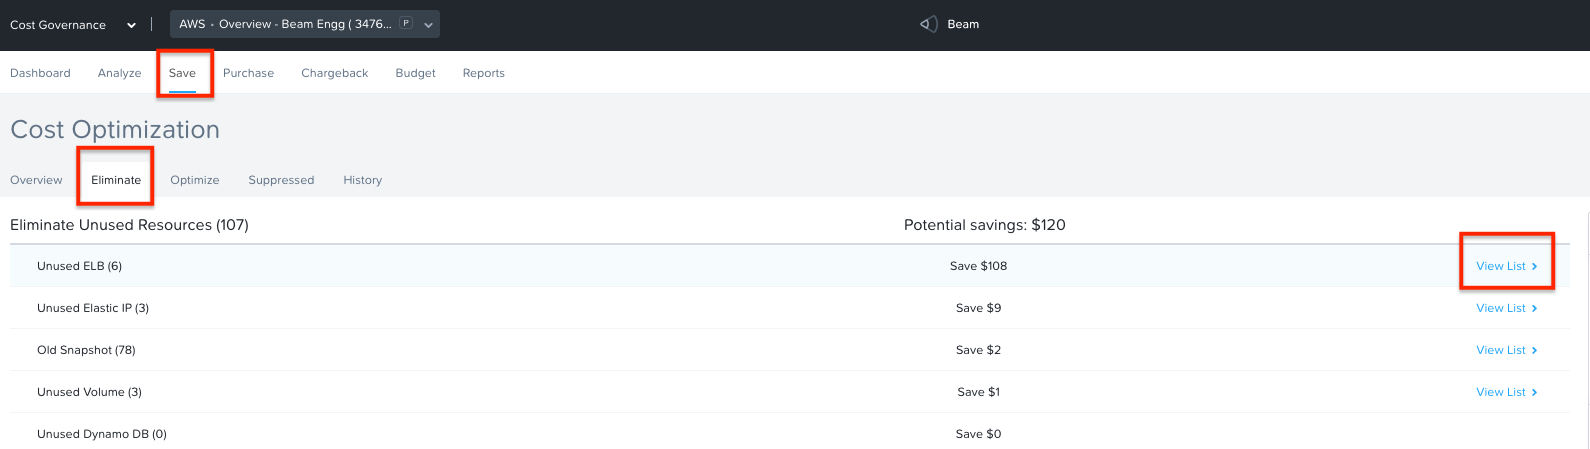 Cost Governance AWS • Overview - Beam Engg ( 3476... P Beam
Dashboard Analyze Save Purchase Chargeback Budget Reports
Cost Optimization
Overview Eliminate Optimize Suppressed History
Eliminate Unused Resources (107) Potential savings: $120
Unused ELB (6) Save $108 View List
Unused Elastic IP (3) Save $9 View List
Old Snapshot (78) Save $2 View List
Unused Volume (3) Save $1 View List
Unused Dynamo DB (0) Save $0